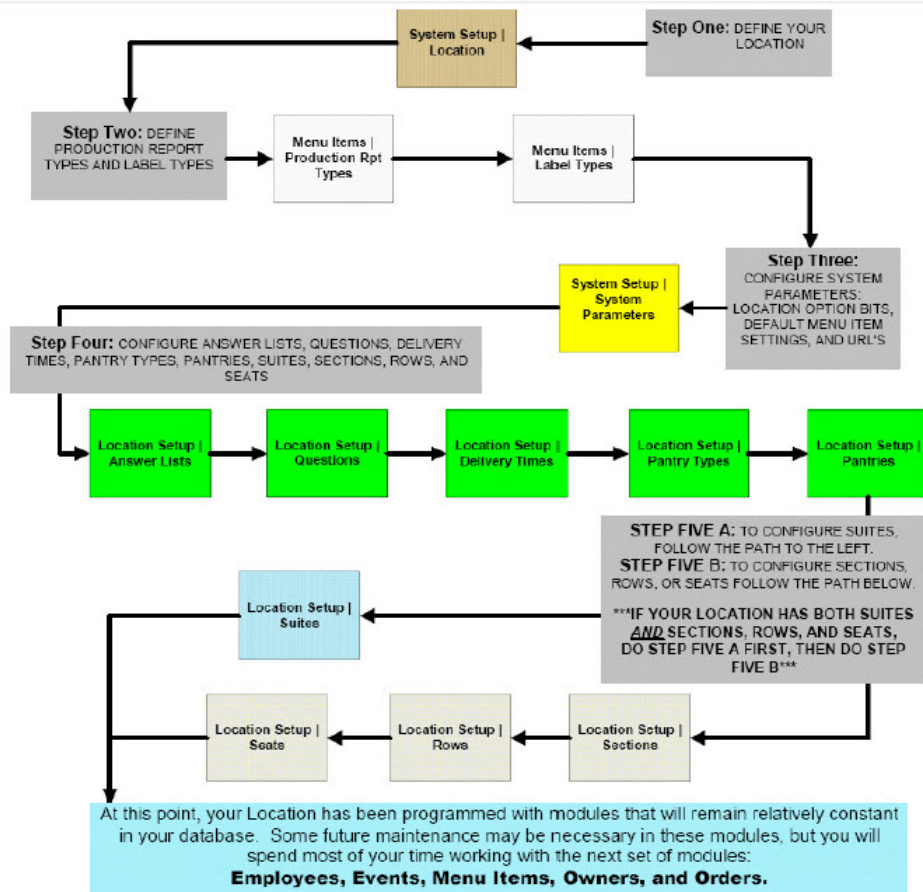 Step One: DEFINE YOUR
LOCATION
System Setup |
Location
Step Two: DEFINE
PRODUCTION REPORT
TYPES AND LABEL TYPES
Menu Items |
Production Rpt
Types
Menu Items |
Label Types
Step Three:
CONFIGURE SYSTEM
PARAMETERS:
LOCATION OPTION BITS,
DEFAULT MENU ITEM
SETTINGS, AND URL'S
System Setup |
System
Parameters
Step Four: CONFIGURE ANSWER LISTS, QUESTIONS, DELIVERY
TIMES, PANTRY TYPES, PANTRIES, SUITES, SECTIONS, ROWS, AND
SEATS
Location Setup |
Answer Lists
Location Setup |
Questions
Location Setup |
Delivery Times
Location Setup |
Pantry Types
Location Setup |
Pantries
STEP FIVE A: TO CONFIGURE SUITES,
FOLLOW THE PATH TO THE LEFT.
STEP FIVE B: TO CONFIGURE SECTIONS,
ROWS, OR SEATS FOLLOW THE PATH BELOW.
***IF YOUR LOCATION HAS BOTH SUITES
AND SECTIONS, ROWS, AND SEATS,
DO STEP FIVE A FIRST, THEN DO STEP
FIVE B***
Location Setup |
Suites
Location Setup |
Sections
Location Setup |
Rows
Location Setup |
Seats
At this point, your Location has been programmed with modules that will remain relatively constant
in your database. Some future maintenance may be necessary in these modules, but you will
spend most of your time working with the next set of modules:
Employees, Events, Menu Items, Owners, and Orders.